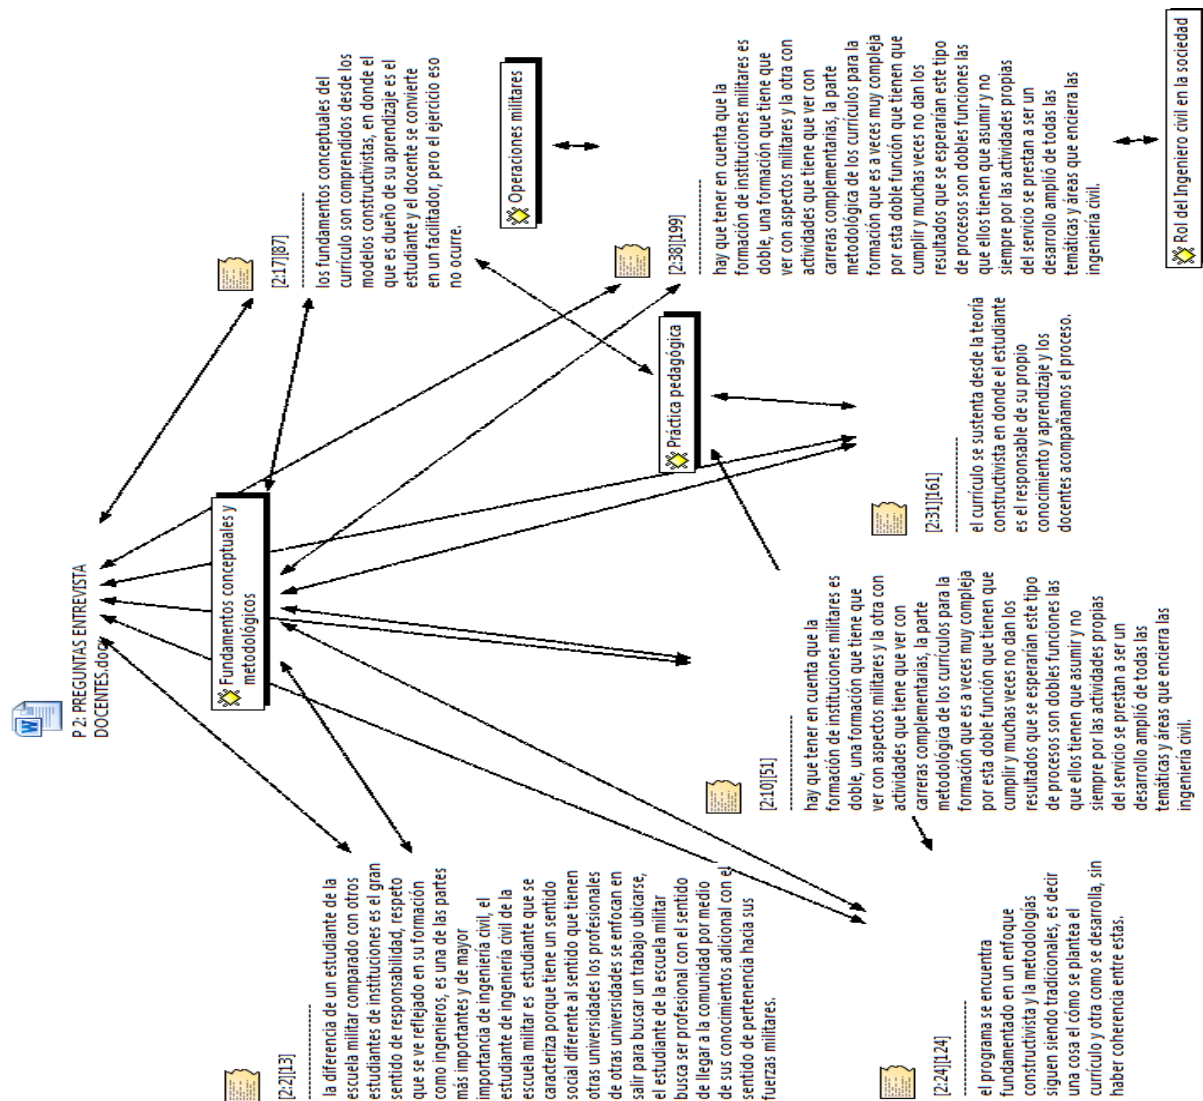 P 2: PREGUNTAS ENTREVISTA
DOCENTES.docx
Fundamentos conceptuales y
metodológicos
[2:2][13]
la diferencia de un estudiante de la
escuela militar comparado con otros
estudiantes de instituciones es el gran
sentido de responsabilidad, respeto
que se ve reflejado en su formación
como ingenieros, es una de las partes
más importantes y de mayor
importancia de ingeniería civil, el
estudiante de ingeniería civil de la
escuela militar es estudiante que se
caracteriza porque tiene un sentido
social diferente al sentido que tienen
otras universidades los profesionales
de otras universidades se enfocan en
salir para buscar un trabajo ubicarse,
el estudiante de la escuela militar
busca ser profesional con el sentido
de llegar a la comunidad por medio
de sus conocimientos adicional con el
sentido de pertenencia hacia sus
fuerzas militares.
[2:17][87]
los fundamentos conceptuales del
currículo son comprendidos desde los
modelos constructivistas, en donde el
que es dueño de su aprendizaje es el
estudiante y el docente se convierte
en un facilitador, pero el ejercicio eso
no ocurre.
Operaciones militares
[2:38][199]
hay que tener en cuenta que la
formación de instituciones militares es
doble, una formación que tiene que
ver con aspectos militares y la otra con
actividades que tiene que ver con
carreras complementarias, la parte
metodológica de los currículos para la
formación que es a veces muy compleja
por esta doble función que tienen que
cumplir y muchas veces no dan los
resultados que se esperarían este tipo
de procesos son dobles funciones las
que ellos tienen que asumir y no
siempre por las actividades propias
del servicio se prestan a ser un
desarrollo amplió de todas las
temáticas y áreas que encierra las
ingeniería civil.
Práctica pedagógica
[2:10][51]
hay que tener en cuenta que la
formación de instituciones militares es
doble, una formación que tiene que
ver con aspectos militares y la otra con
actividades que tiene que ver con
carreras complementarias, la parte
metodológica de los currículos para la
formación que es a veces muy compleja
por esta doble función que tienen que
cumplir y muchas veces no dan los
resultados que se esperarían este tipo
de procesos son dobles funciones las
que ellos tienen que asumir y no
siempre por las actividades propias
del servicio se prestan a ser un
desarrollo amplió de todas las
temáticas y áreas que encierra las
ingeniería civil.
[2:31][161]
el currículo se sustenta desde la teoría
constructivista en donde el estudiante
es el responsable de su propio
conocimiento y aprendizaje y los
docentes acompañamos el proceso.
[2:24][124]
el programa se encuentra
fundamentado en un enfoque
constructivista y la metodologías
siguen siendo tradicionales, es decir
una cosa el cómo se plantea el
currículo y otra como se desarrolla, sin
haber coherencia entre estas.
Rol del Ingeniero civil en la sociedad